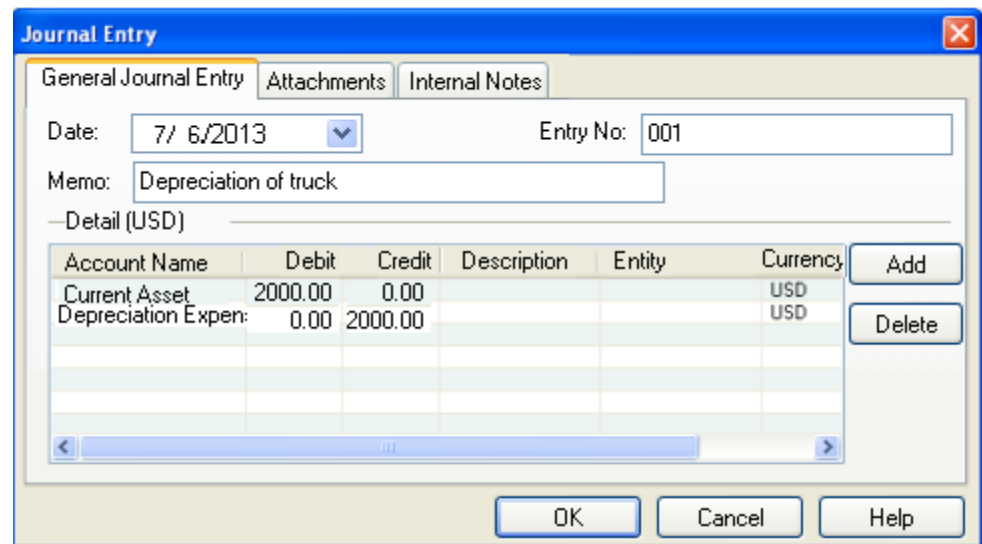 Journal Entry
General Journal Entry Attachments Internal Notes
Date: 7/ 6/2013 Entry No: 001
Memo: Depreciation of truck
Detail (USD)
Account Name Debit Credit Description Entity Currency Add
Current Asset 2000.00 0.00 USD
Depreciation Expen 0.00 2000.00 USD Delete
OK Cancel Help